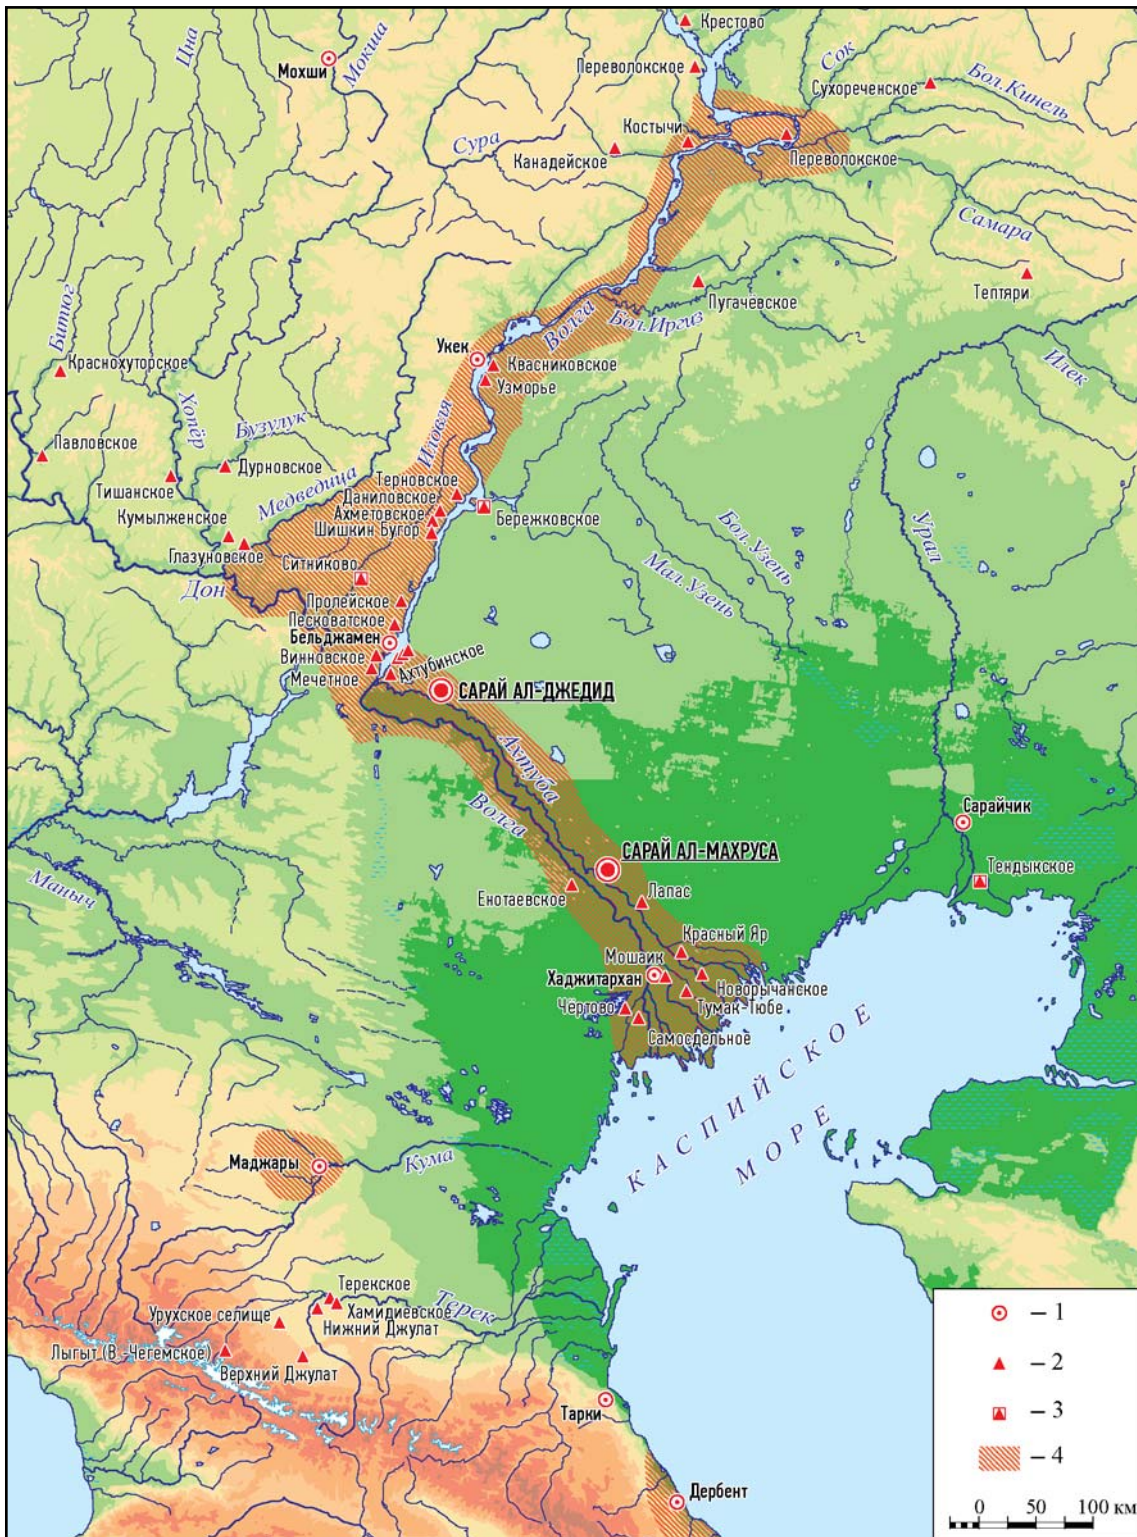 Крестово
Цна
Мокша
Мохши
Переволокское
Сок
Сухореченское
Бол.Кинель
Костычи
Сура
Канадейское
Переволокское
Самара
Тептяри
Пугачёвское
Волга
Бол.Иргиз
Битюг
Укек
Квасниковское
Узморье
Илек
Краснохуторское
Хопёр
Бузулук
Иловля
Павловское
Дурновское
Тишанское
Медведица
Терновское
Даниловское
Ахметовское
Шишкин Бугор
Бережковское
Кумылженское
Глазуновское
Бол.Узень
Урал
Ситниково
Мал.Узень
Дон
Пролейское
Песковатское
Бельджамен
Винновское
Мечетное
Ахтубинское
САРАЙ АЛ-ДЖЕДИД
Ахтуба
Волга
Сарайчик
САРАЙ АЛ-МАХРУСА
Тендыкское
Маныч
Енотаевское
Лапас
Красный Яр
Мошаик
Хаджитархан
Новорычанское
Тумак-Тюбе
Чёртово
Самосдельное
КАСПИЙСКОЕ
МОРЕ
Маджары
Кума
Терекское
Хамидиевское
Терек
Урухское селище
Нижний Джулат
Лыгыт (В.-Чегемское)
Верхний Джулат
Тарки
Дербент
– 1
– 2
– 3
– 4
0 50 100 км